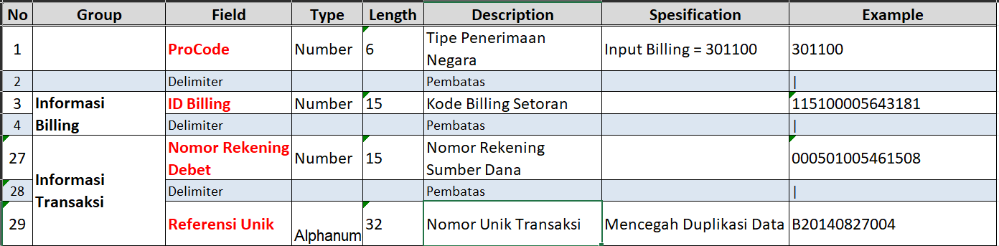 No Group Field Type Length Description Spesification Example
1 ProCode Number 6 Tipe Penerimaan Negara Input Billing = 301100 301100
2 Delimiter Pembatas |
3 Informasi Billing ID Billing Number 15 Kode Billing Setoran 115100005643181
4 Delimiter Pembatas |
27 Informasi Transaksi Nomor Rekening Debet Number 15 Nomor Rekening Sumber Dana 000501005461508
28 Delimiter Pembatas |
29 Referensi Unik Alphanum 32 Nomor Unik Transaksi Mencegah Duplikasi Data B20140827004